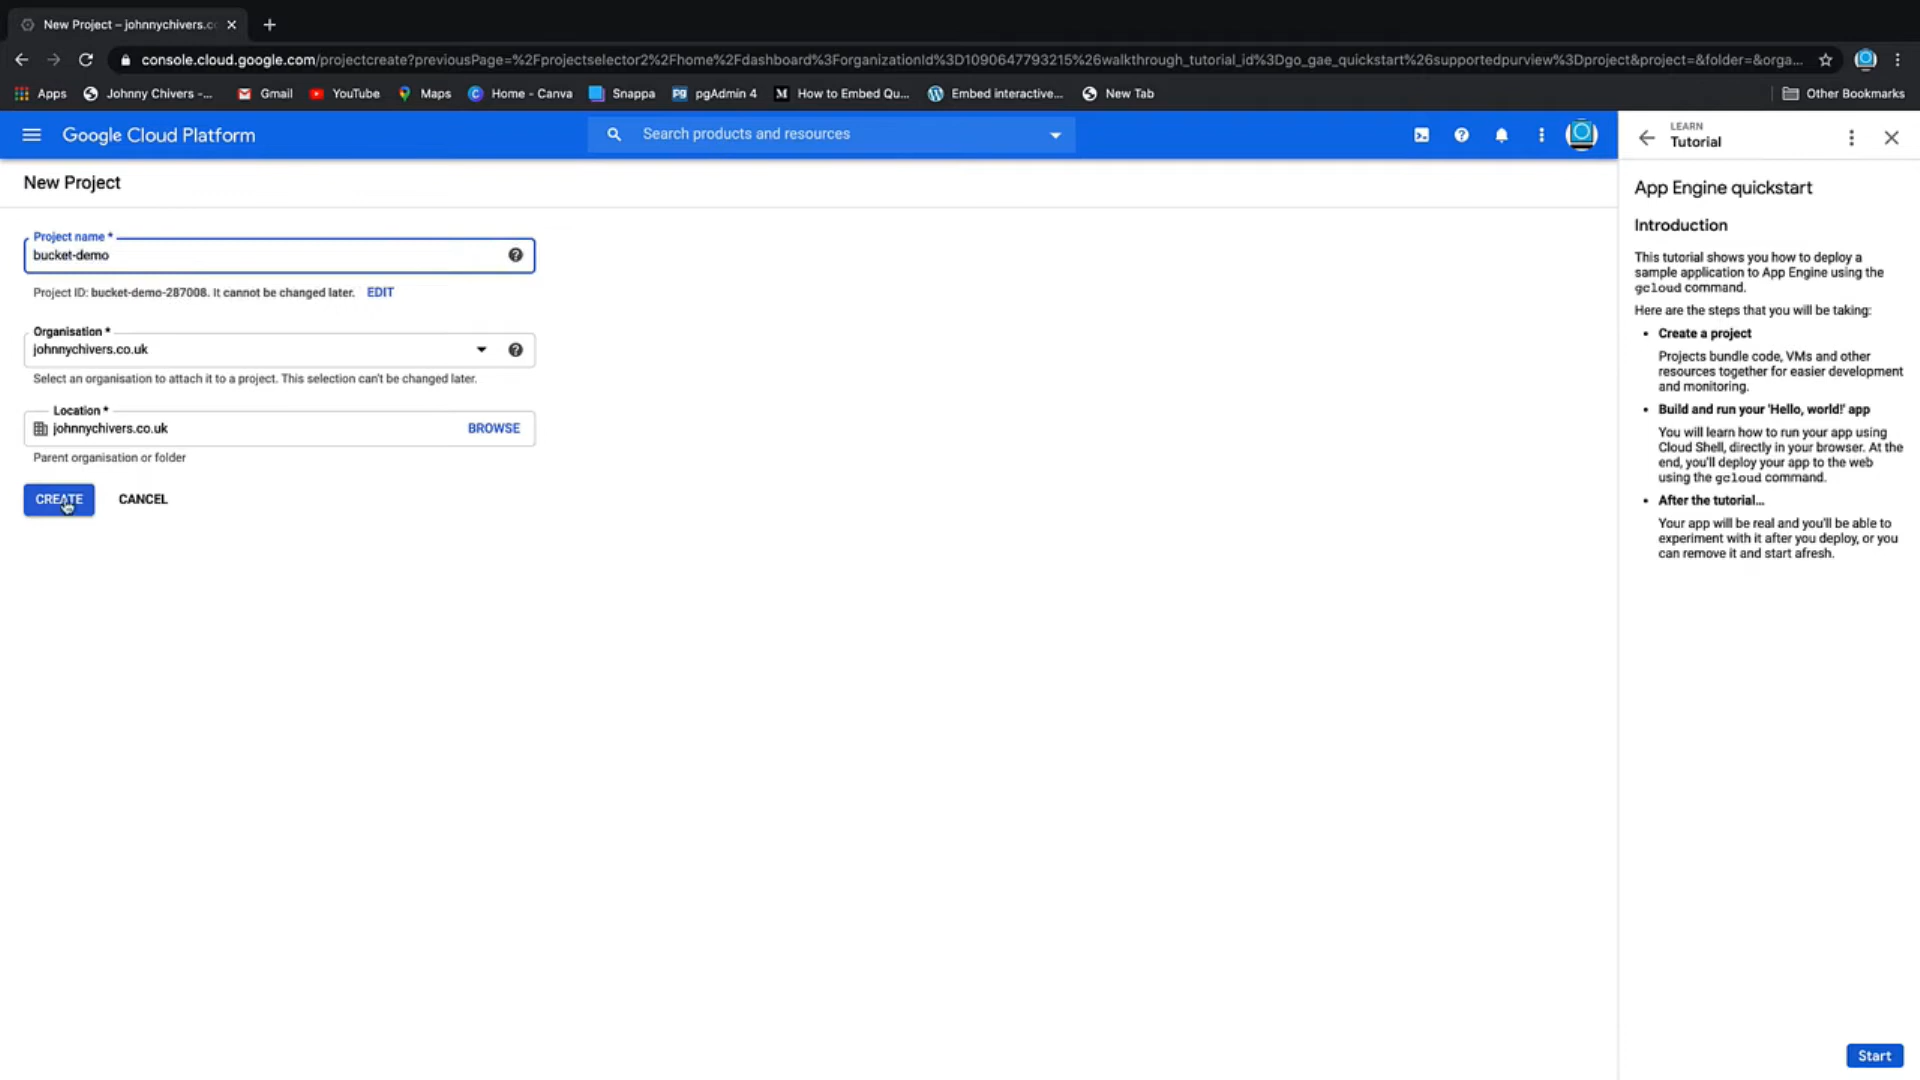 New Project – johnnychivers.c
console.cloud.google.com/projectcreate?previousPage=%2Fprojectselector2%2Fhome%2Fdashboard%3ForganizationId%3D1090647793215%26walkthrough_tutorial_id%3Dgo_gae_quickstart%26supportedpurview%3Dproject&project=&folder=&orga...
Apps Johnny Chivers -... Gmail YouTube Maps Home - Canva Snappa pgAdmin 4 How to Embed Qu... Embed interactive... New Tab Other Bookmarks
Google Cloud Platform
Search products and resources
New Project
Project name *
bucket-demo
Project ID: bucket-demo-287008. It cannot be changed later. EDIT
Organisation *
johnnychivers.co.uk
Select an organisation to attach it to a project. This selection can't be changed later.
Location *
johnnychivers.co.uk BROWSE
Parent organisation or folder
CREATE CANCEL
LEARN
Tutorial
App Engine quickstart
Introduction
This tutorial shows you how to deploy a
sample application to App Engine using the
gcloud command.
Here are the steps that you will be taking:
• Create a project
Projects bundle code, VMs and other
resources together for easier development
and monitoring.
• Build and run your 'Hello, world!' app
You will learn how to run your app using
Cloud Shell, directly in your browser. At the
end, you'll deploy your app to the web
using the gcloud command.
• After the tutorial...
Your app will be real and you'll be able to
experiment with it after you deploy, or you
can remove it and start afresh.
Start